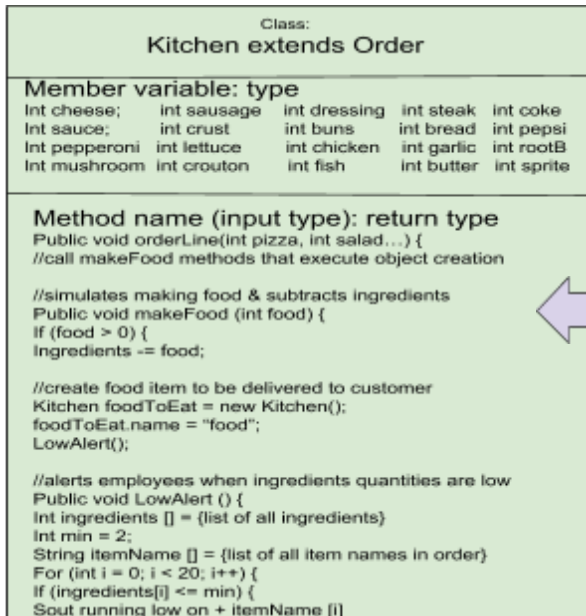 Class:
Kitchen extends Order
Member variable: type
Int cheese; int sausage int dressing int steak int coke
Int sauce; int crust int buns int bread int pepsi
Int pepperoni int lettuce int chicken int garlic int rootB
Int mushroom int crouton int fish int butter int sprite
Method name (input type): return type
Public void orderLine(int pizza, int salad...) {
//call makeFood methods that execute object creation
//simulates making food & subtracts ingredients
Public void makeFood (int food) {
If (food > 0) {
Ingredients -= food;
//create food item to be delivered to customer
Kitchen foodToEat = new Kitchen();
foodToEat.name = "food";
LowAlert();
//alerts employees when ingredients quantities are low
Public void LowAlert () {
Int ingredients [] = {list of all ingredients}
Int min = 2;
String itemName [] = {list of all item names in order}
For (int i = 0; i < 20; i++) {
If (ingredients[i] <= min) {
Sout running low on + itemName [i]